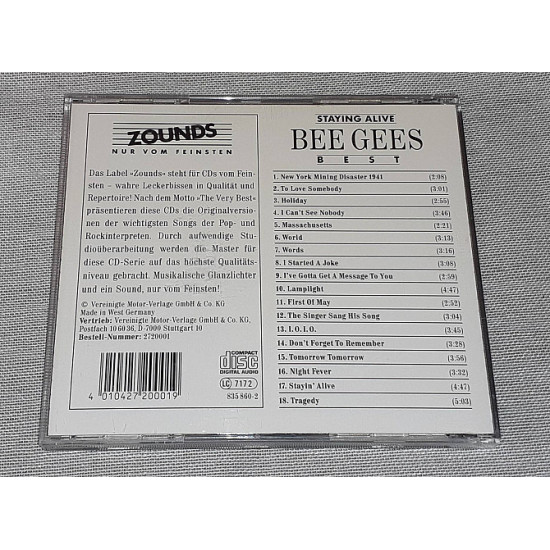 ZOUNDS
NUR VOM FEINSTEN
Das Label »Zounds« steht für CDs vom Fein-
sten – wahre Leckerbissen in Qualität und
Repertoire! Nach dem Motto »The Very Best«
präsentieren diese CDs die Originalversio-
nen der wichtigsten Songs der Pop- und
Rockinterpreten. Durch aufwendige Stu-
dioüberarbeitung werden die Master für
diese CD-Serie auf das höchste Qualitäts-
niveau gebracht. Musikalische Glanzlichter
und ein Sound, nur vom Feinsten!
© Vereinigte Motor-Verlage GmbH & Co. KG
Made in West Germany
Vertrieb: Vereinigte Motor-Verlage GmbH & Co. KG,
Postfach 10 60 36, D-7000 Stuttgart 10
Bestell-Nummer: 2720001
4 010427 200019
COMPACT
disc
DIGITAL AUDIO
LC 7172
835 860-2
STAYING ALIVE
BEE GEES
BEST
1. New York Mining Disaster 1941 (2:08)
2. To Love Somebody (3:01)
3. Holiday (2:55)
4. I Can't See Nobody (3:46)
5. Massachusetts (2:21)
6. World (3:13)
7. Words (3:16)
8. I Started A Joke (3:08)
9. I've Gotta Get A Message To You (2:59)
10. Lamplight (4:47)
11. First Of May (2:52)
12. The Singer Sang His Song (3:04)
13. I.O.I.O. (3:45)
14. Don't Forget To Remember (3:28)
15. Tomorrow Tomorrow (3:56)
16. Night Fever (3:32)
17. Stayin' Alive (4:47)
18. Tragedy (5:03)